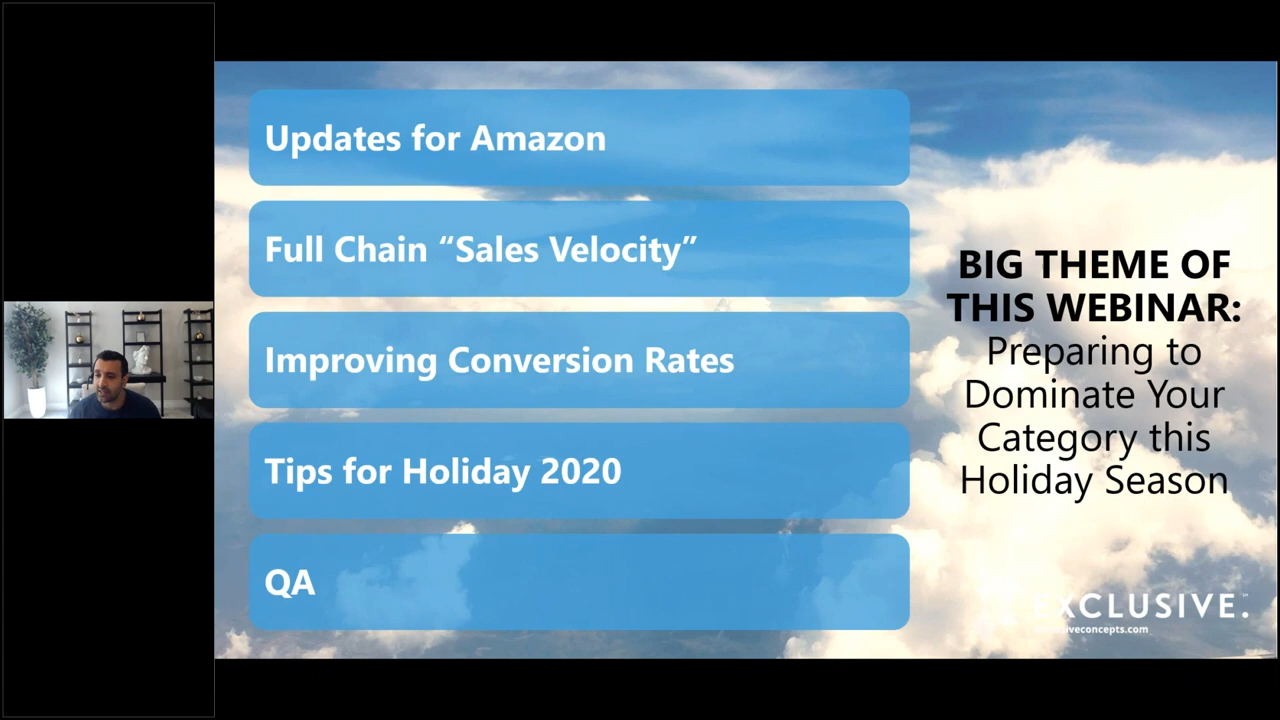 Updates for Amazon
Full Chain “Sales Velocity”
Improving Conversion Rates
Tips for Holiday 2020
QA
BIG THEME OF
THIS WEBINAR:
Preparing to
Dominate Your
Category this
Holiday Season
EXCLUSIVE.